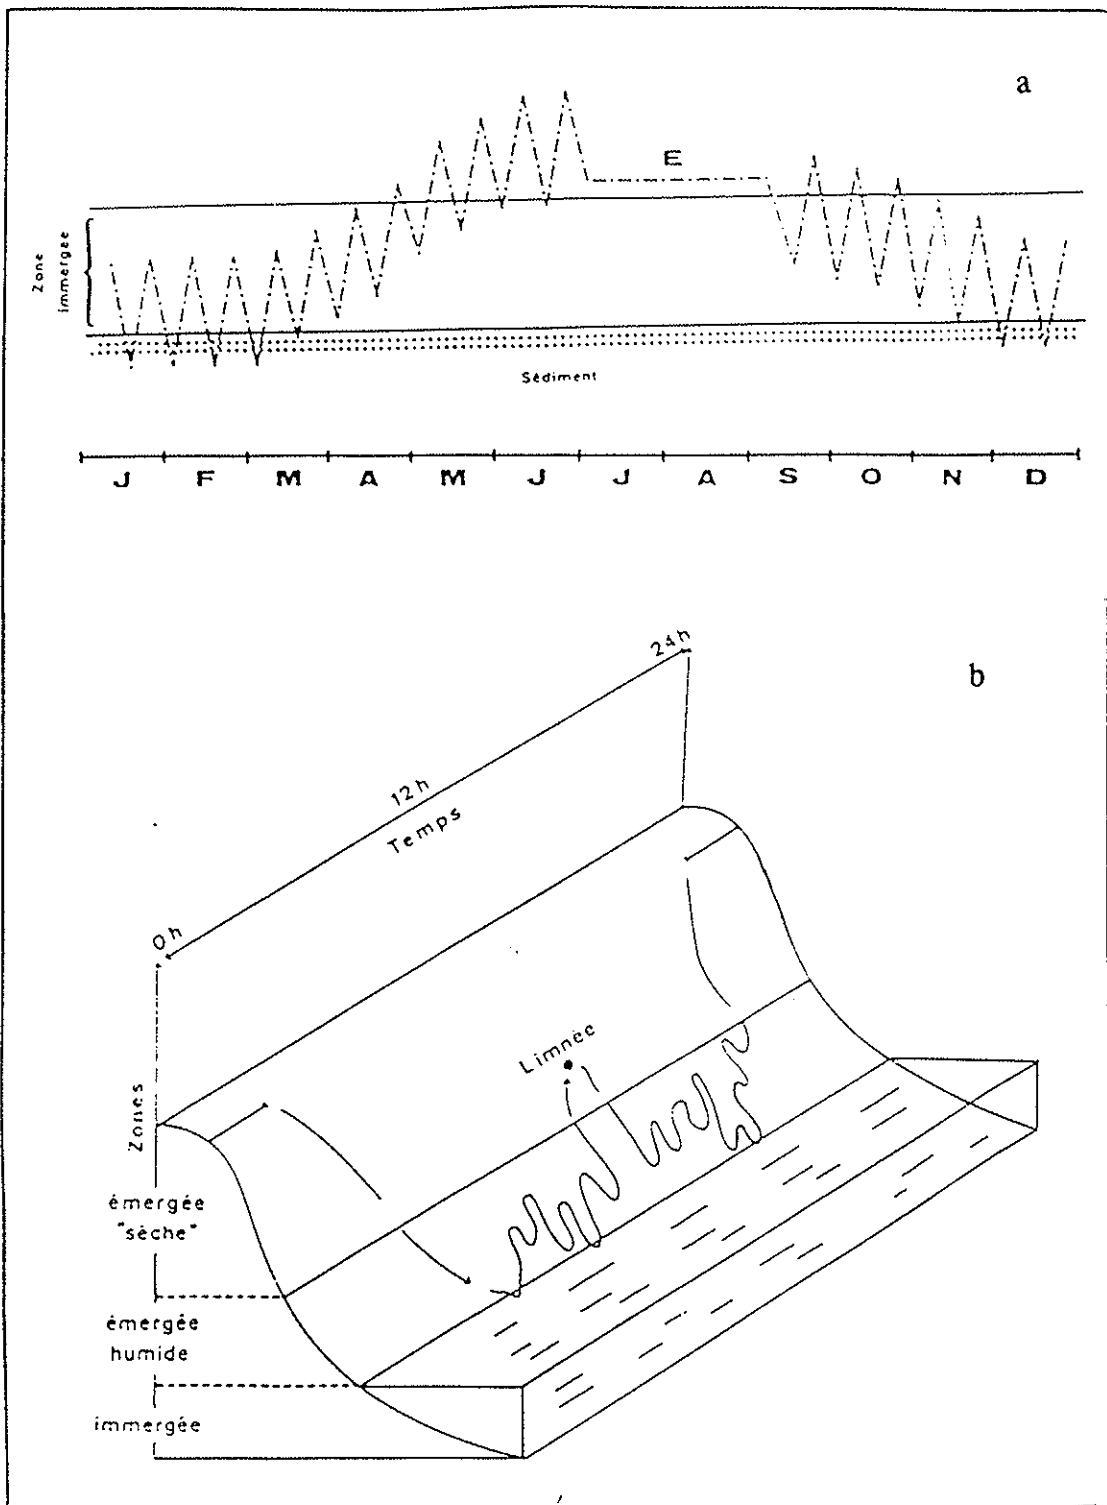 a
E
Zone
immergée
Sédiment
J F M A M J J A S O N D
b
24h
12h
Temps
0h
Limnée
Zones
émergée
"sèche"
émergée
humide
immergée